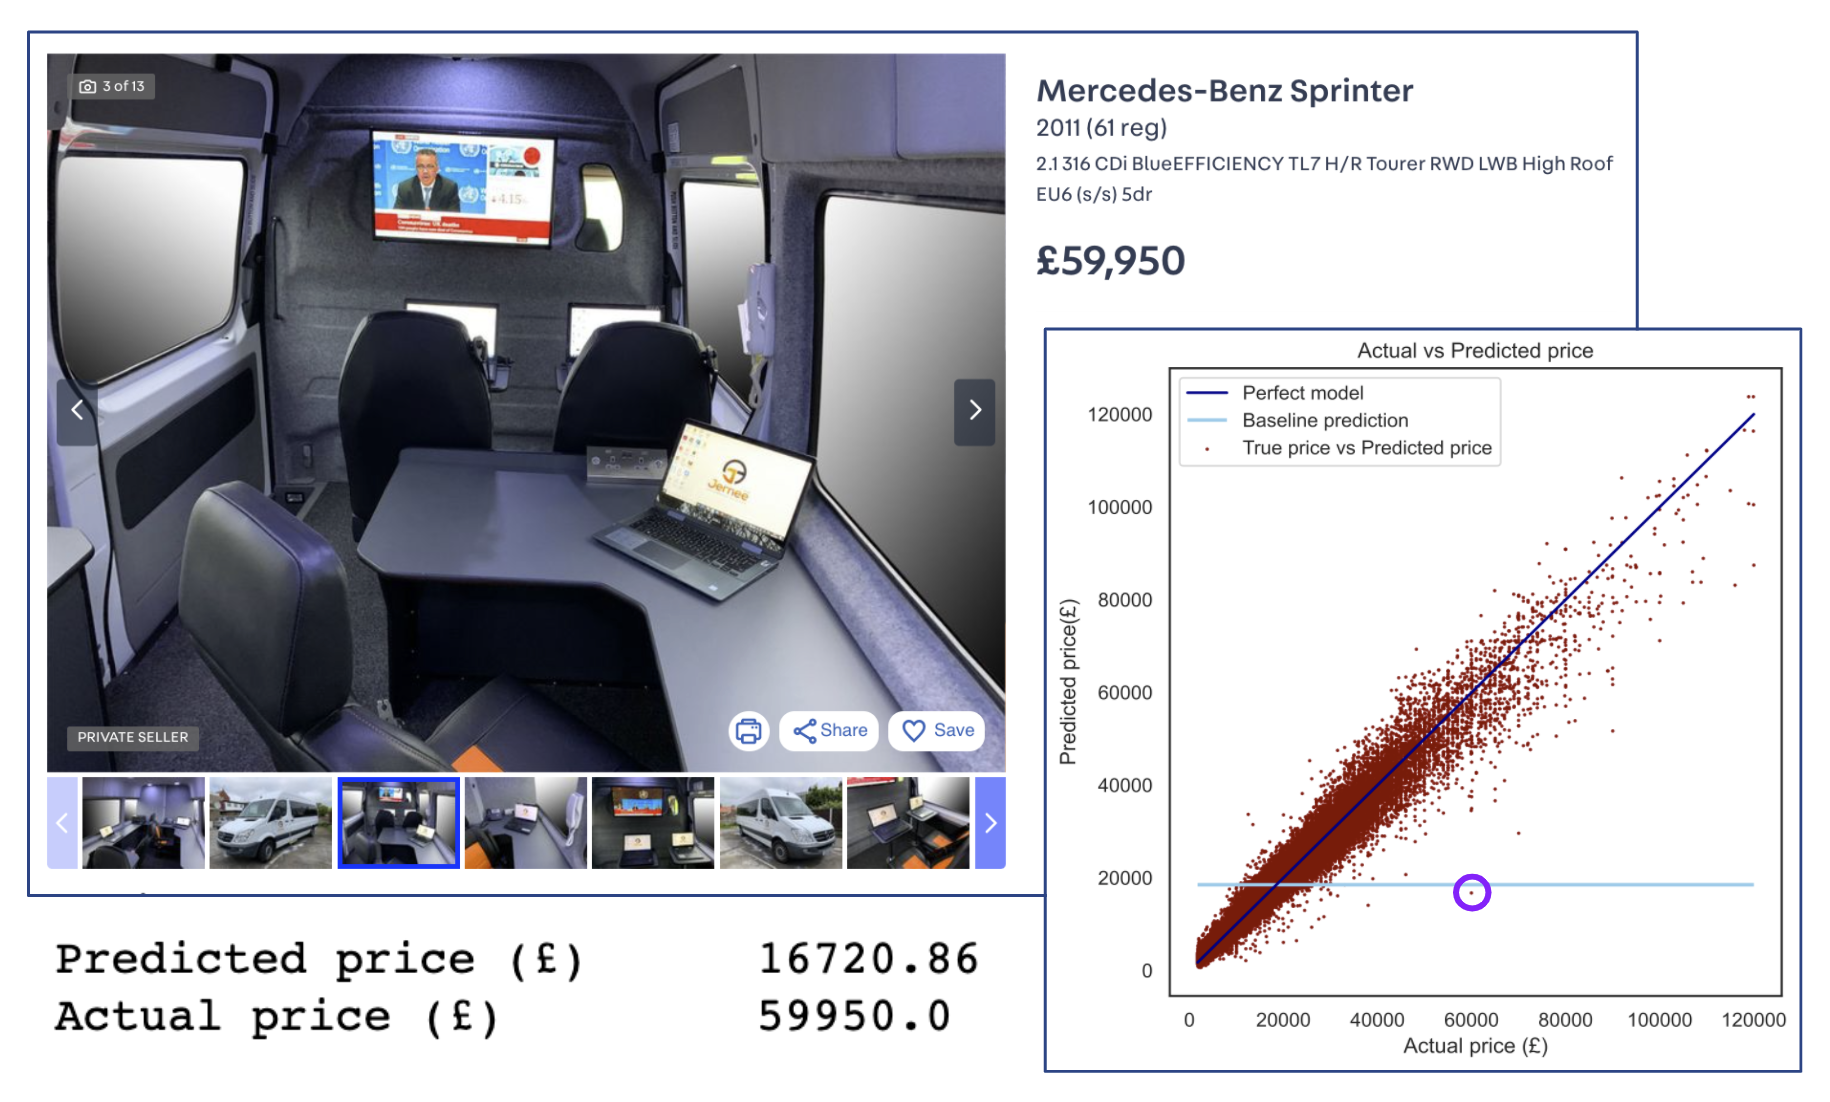 3 of 13
Jernee
PRIVATE SELLER
Share
Save
Mercedes-Benz Sprinter
2011 (61 reg)
2.1 316 CDi BlueEFFICIENCY TL7 H/R Tourer RWD LWB High Roof
EU6 (s/s) 5dr
£59,950
Actual vs Predicted price
Perfect model
Baseline prediction
True price vs Predicted price
Predicted price(£)
120000
100000
80000
60000
40000
20000
0
0 20000 40000 60000 80000 100000 120000
Actual price (£)
Predicted price (£) 16720.86
Actual price (£) 59950.0